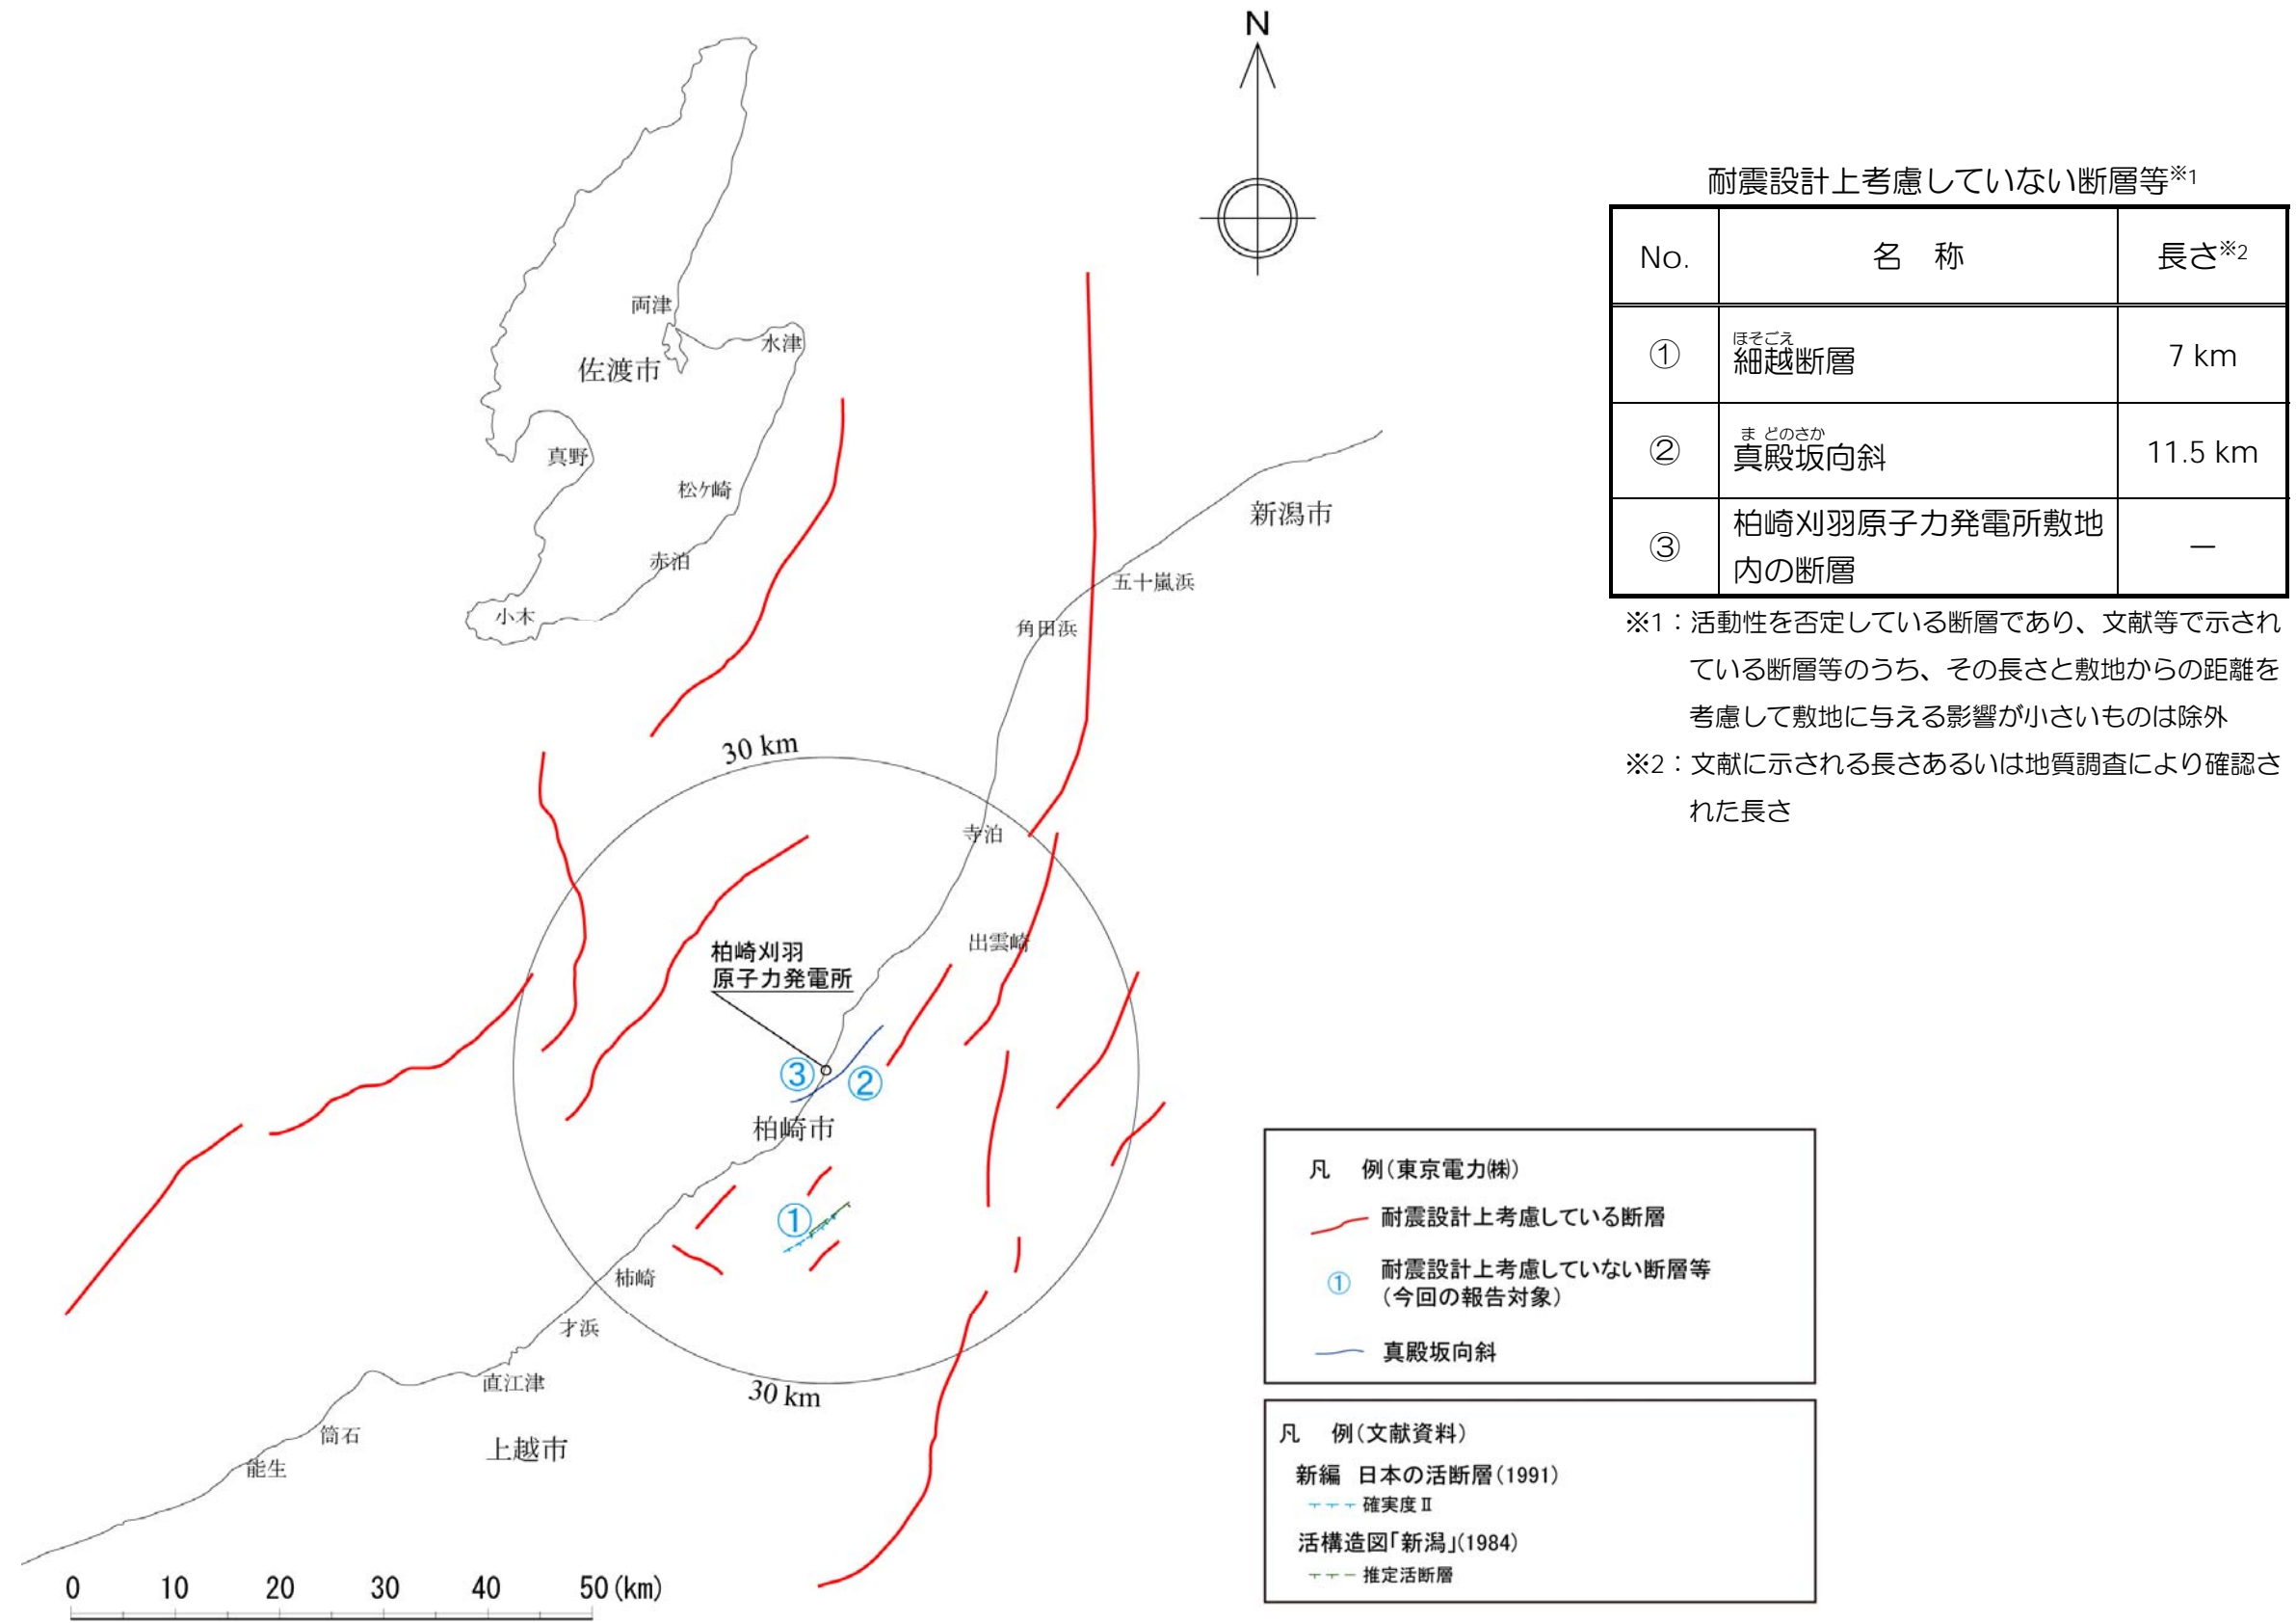 N
両津
水津
佐渡市
真野
松ケ崎
赤泊
小木
新潟市
五十嵐浜
角田浜
30 km
寺泊
出雲崎
柏崎刈羽
原子力発電所
③
②
柏崎市
①
柿崎
才浜
直江津
30 km
筒石
能生
上越市
0 10 20 30 40 50(km)
耐震設計上考慮していない断層等※1
No. 名 称 長さ※2
ほそごえ
① 細越断層 7 km
ま どのさか
② 真殿坂向斜 11.5 km
③ 柏崎刈羽原子力発電所敷地 －
内の断層
※1：活動性を否定している断層であり、文献等で示され
ている断層等のうち、その長さと敷地からの距離を
考慮して敷地に与える影響が小さいものは除外
※2：文献に示される長さあるいは地質調査により確認さ
れた長さ
凡 例(東京電力㈱)
耐震設計上考慮している断層
① 耐震設計上考慮していない断層等
(今回の報告対象)
真殿坂向斜
凡 例(文献資料)
新編 日本の活断層(1991)
確実度Ⅱ
活構造図｢新潟｣(1984)
推定活断層